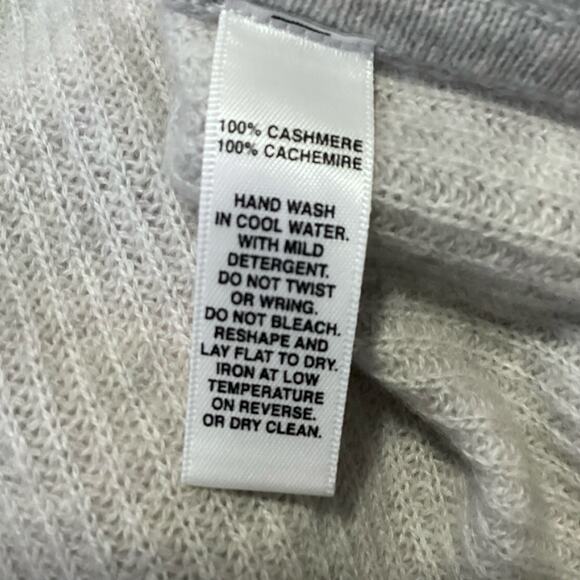 100% CASHMERE
100% CACHEMIRE
HAND WASH
IN COOL WATER.
WITH MILD
DETERGENT.
DO NOT TWIST
OR WRING.
DO NOT BLEACH.
RESHAPE AND
LAY FLAT TO DRY.
IRON AT LOW
TEMPERATURE
ON REVERSE.
OR DRY CLEAN.